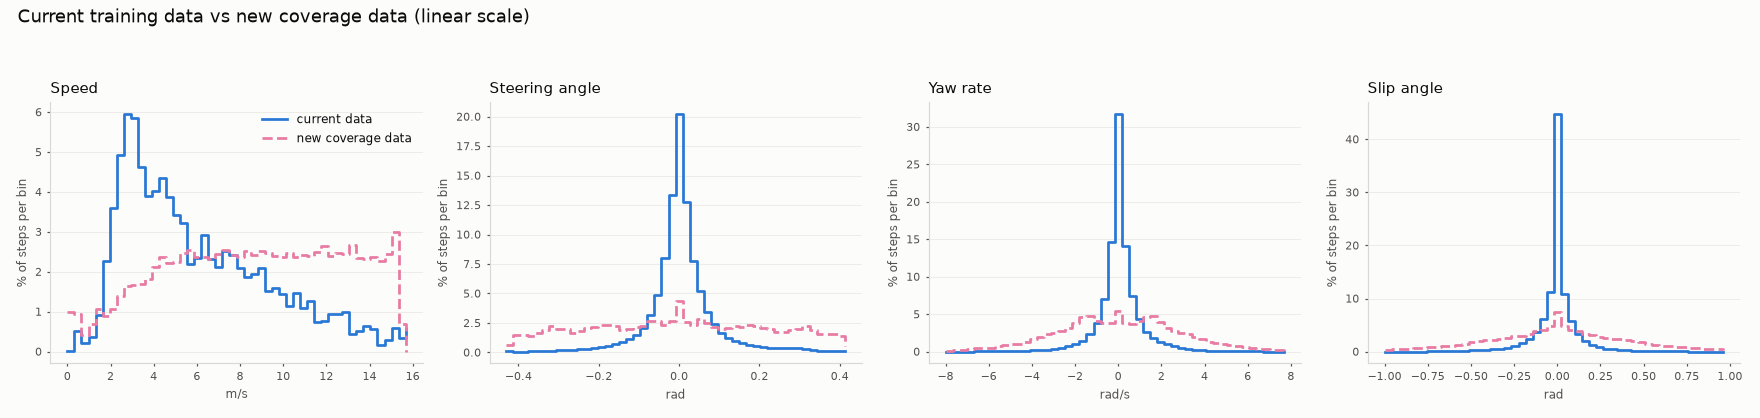 Current training data vs new coverage data (linear scale)
Speed
% of steps per bin
6
5
4
3
2
1
0
current data
new coverage data
0 2 4 6 8 10 12 14 16
m/s
Steering angle
% of steps per bin
20.0
17.5
15.0
12.5
10.0
7.5
5.0
2.5
0.0
−0.4 −0.2 0.0 0.2 0.4
rad
Yaw rate
% of steps per bin
30
25
20
15
10
5
0
−8 −6 −4 −2 0 2 4 6 8
rad/s
Slip angle
% of steps per bin
40
30
20
10
0
−1.00 −0.75 −0.50 −0.25 0.00 0.25 0.50 0.75 1.00
rad